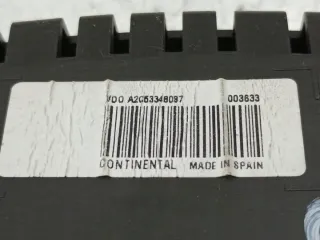 VDO A2C53348097 003633
CONTINENTAL MADE IN SPAIN